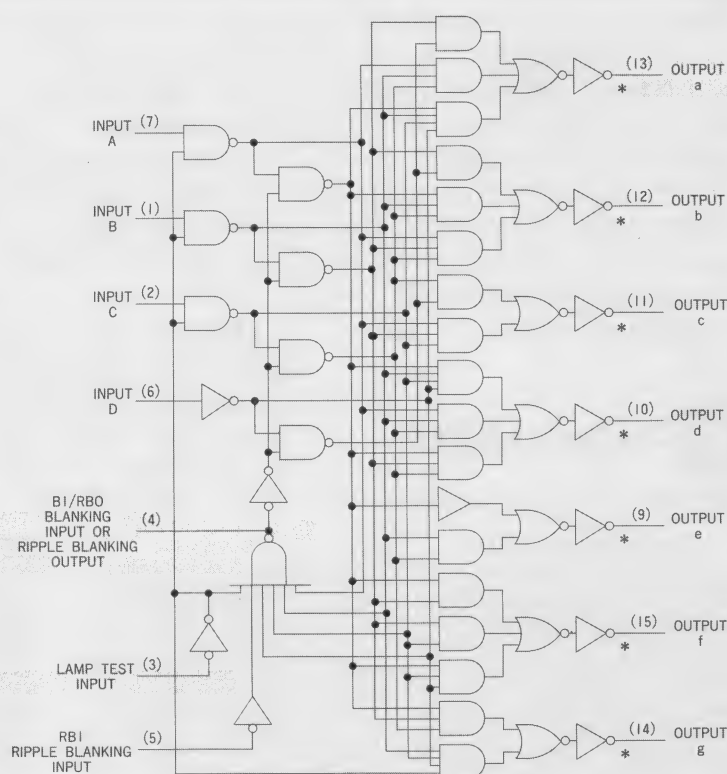 (13) OUTPUT
*
a
INPUT (7)
A
INPUT (1)
B
(12) OUTPUT
*
b
INPUT (2)
C
(11) OUTPUT
*
c
INPUT (6)
D
(10) OUTPUT
*
d
BI/RBO
BLANKING (4)
INPUT OR
RIPPLE BLANKING
OUTPUT
(9) OUTPUT
*
e
LAMP TEST (3)
INPUT
(15) OUTPUT
*
f
RBI (5)
RIPPLE BLANKING
INPUT
(14) OUTPUT
*
g